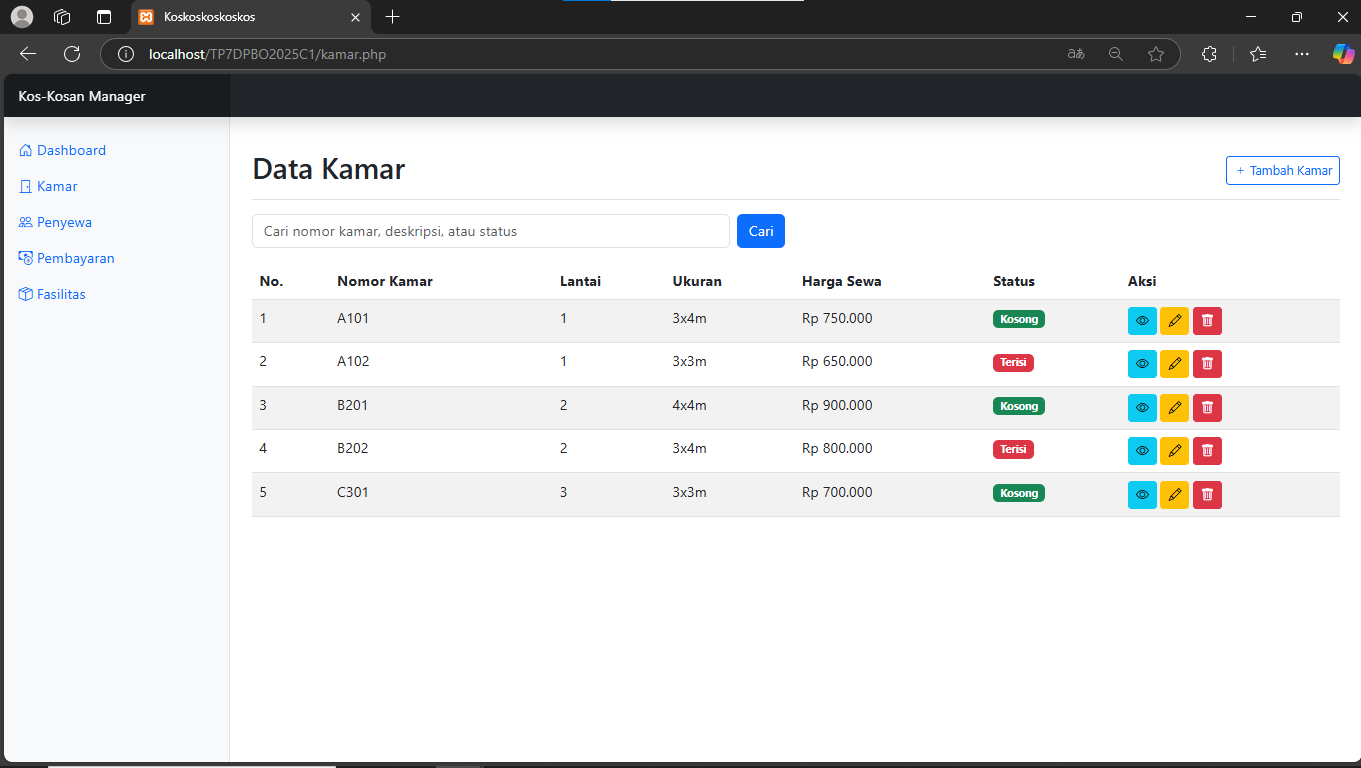 Koskoskoskoskos
localhost/TP7DPBO2025C1/kamar.php
Kos-Kosan Manager
Dashboard
Kamar
Penyewa
Pembayaran
Fasilitas
Data Kamar
+ Tambah Kamar
Cari nomor kamar, deskripsi, atau status
Cari
No. Nomor Kamar Lantai Ukuran Harga Sewa Status Aksi
1 A101 1 3x4m Rp 750.000 Kosong
2 A102 1 3x3m Rp 650.000 Terisi
3 B201 2 4x4m Rp 900.000 Kosong
4 B202 2 3x4m Rp 800.000 Terisi
5 C301 3 3x3m Rp 700.000 Kosong